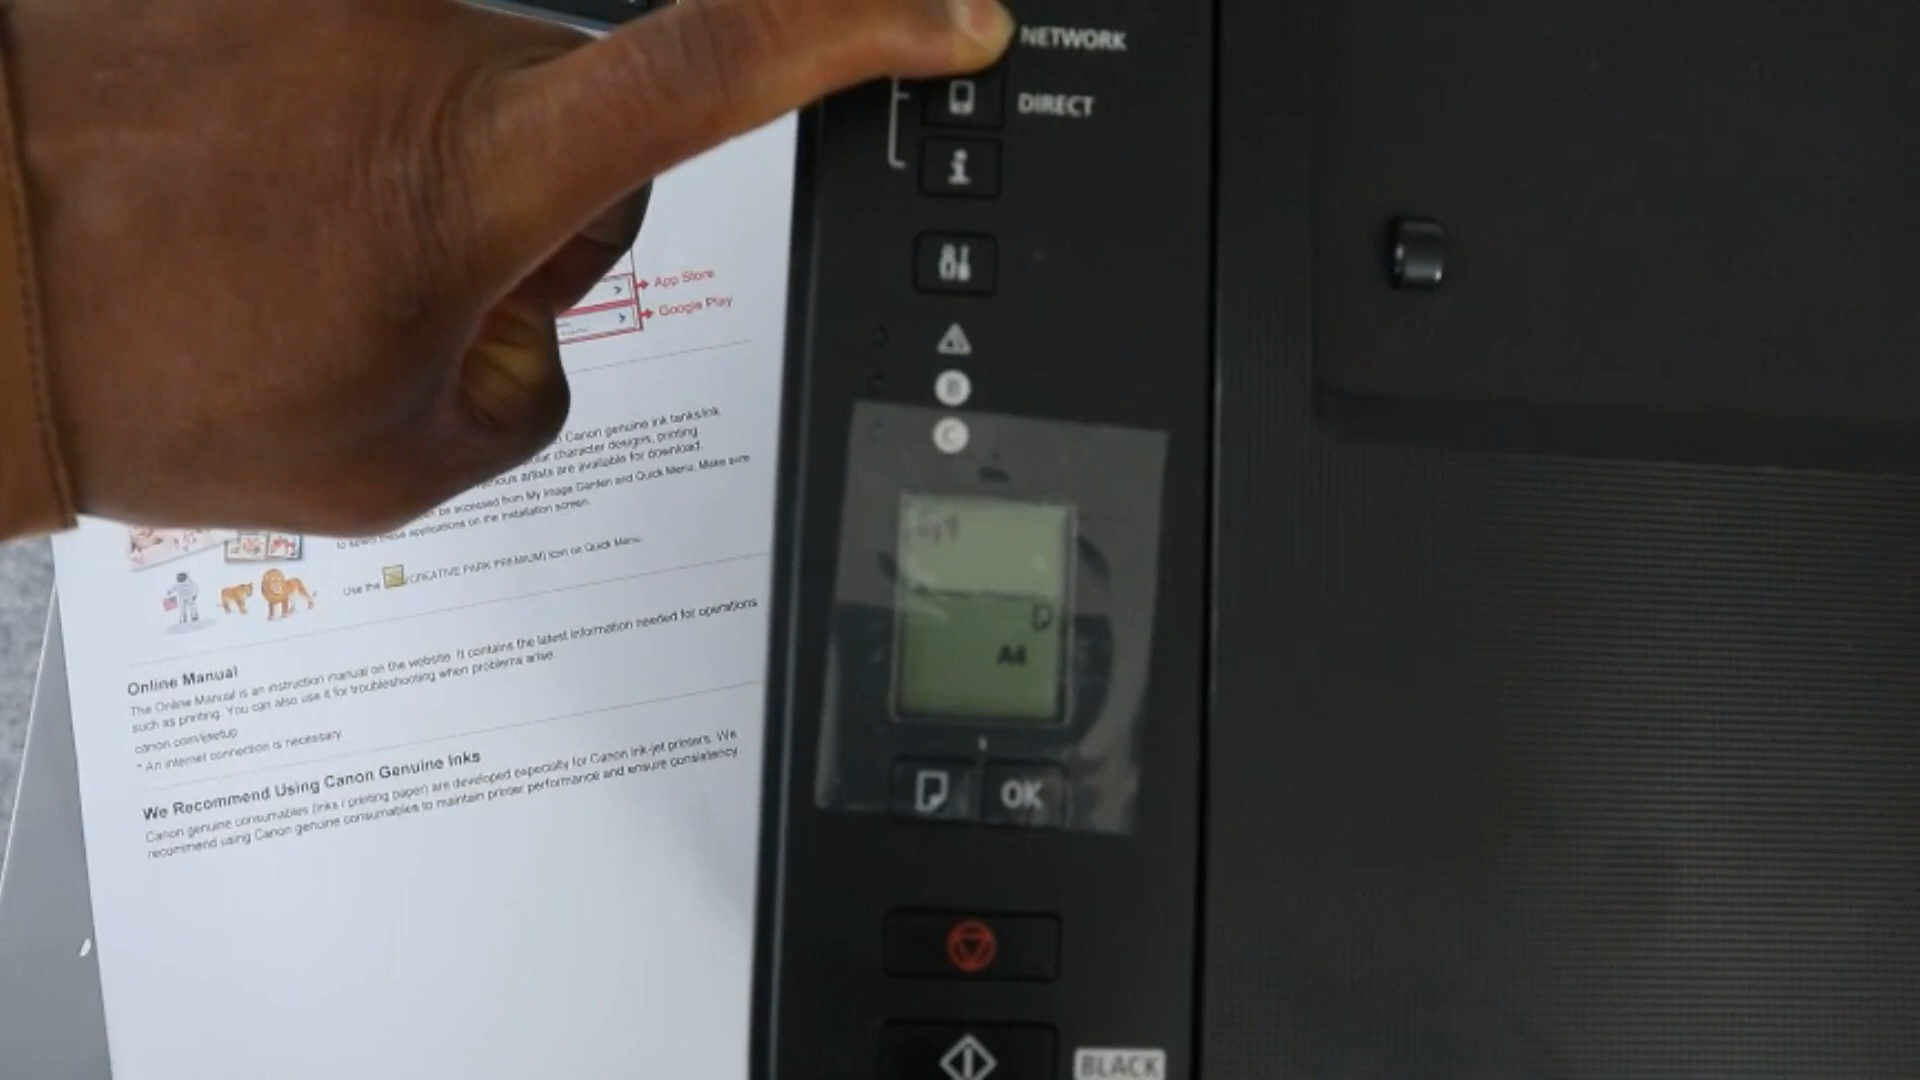 NETWORK
DIRECT
App Store
Google Play
Canon genuine ink tanks/ink
character designs, printing
artists are available for download.
be accessed from My Image Garden and Quick Menu. Make sure
these applications on the installation screen.
Use the (CREATIVE PARK PREMIUM) icon on Quick Menu.
Online Manual
The Online Manual is an instruction manual on the website. It contains the latest information needed for operations
such as printing. You can also use it for troubleshooting when problems arise.
canon.com/ijsetup
* An internet connection is necessary.
We Recommend Using Canon Genuine Inks
Canon genuine consumables (inks / printing paper) are developed especially for Canon ink-jet printers. We
recommend using Canon genuine consumables to maintain printer performance and ensure consistency.
B
C
A4
OK
BLACK